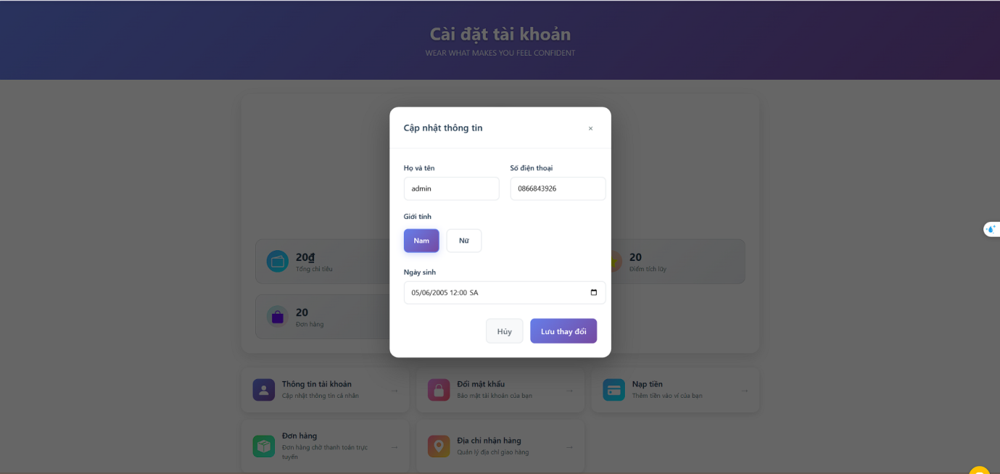 Cài đặt tài khoản
WEAR WHAT MAKES YOU FEEL CONFIDENT
Cập nhật thông tin
×
Họ và tên
Số điện thoại
admin
0866843926
Giới tính
Nam
Nữ
Ngày sinh
05/06/2005 12:00 SA
Hủy
Lưu thay đổi
20₫
Tổng chi tiêu
20
Điểm tích lũy
20
Đơn hàng
Thông tin tài khoản
Cập nhật thông tin cá nhân
→
Đổi mật khẩu
Bảo mật tài khoản của bạn
→
Nạp tiền
Thêm tiền vào ví của bạn
→
Đơn hàng
Đơn hàng chờ thanh toán trực
tuyến
→
Địa chỉ nhận hàng
Quản lý địa chỉ giao hàng
→